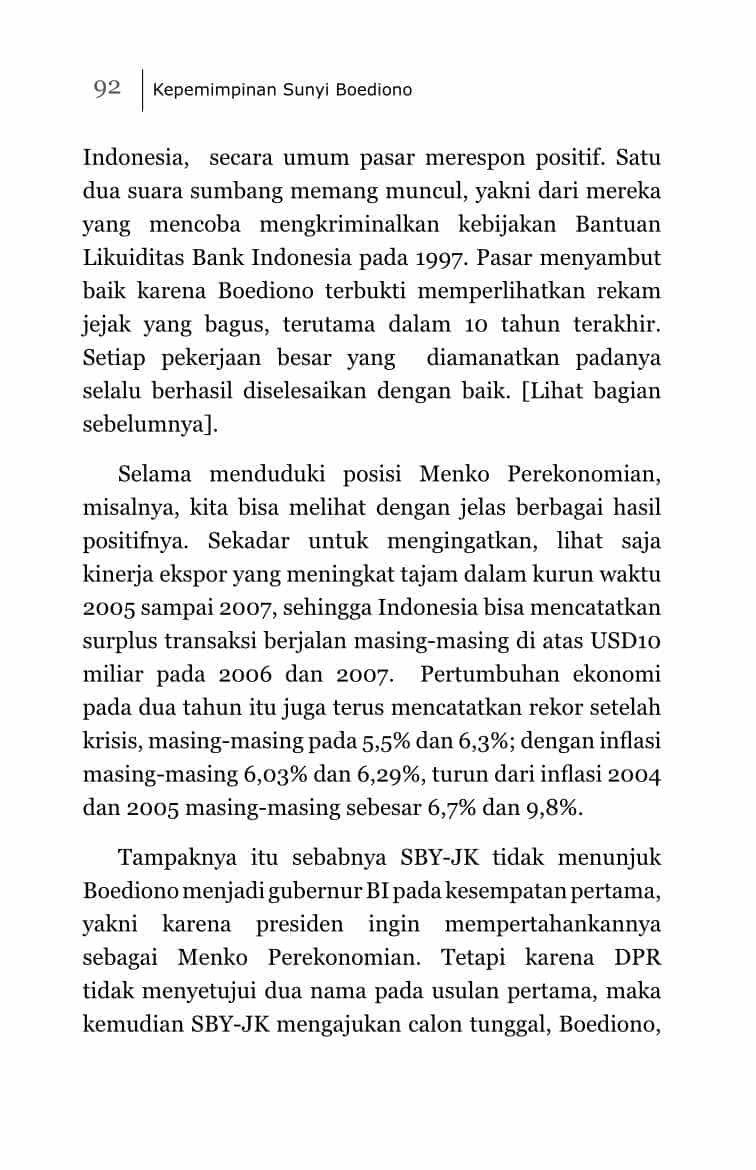 92
Kepemimpinan Sunyi Boediono
Indonesia,  secara umum pasar merespon positif. Satu
dua suara sumbang memang muncul, yakni dari mereka
yang mencoba mengkriminalkan kebijakan Bantuan
Likuiditas Bank Indonesia pada 1997. Pasar menyambut
baik karena Boediono terbukti memperlihatkan rekam
jejak yang bagus, terutama dalam 10 tahun terakhir.
Setiap pekerjaan besar yang  diamanatkan padanya
selalu berhasil diselesaikan dengan baik. [Lihat bagian
sebelumnya].
Selama menduduki posisi Menko Perekonomian,
misalnya, kita bisa melihat dengan jelas berbagai hasil
positifnya. Sekadar untuk mengingatkan, lihat saja
kinerja ekspor yang meningkat tajam dalam kurun waktu
2005 sampai 2007, sehingga Indonesia bisa mencatatkan
surplus transaksi berjalan masing-masing di atas USD10
miliar pada 2006 dan 2007.  Pertumbuhan ekonomi
pada dua tahun itu juga terus mencatatkan rekor setelah
krisis, masing-masing pada 5,5% dan 6,3%; dengan inflasi
masing-masing 6,03% dan 6,29%, turun dari inflasi 2004
dan 2005 masing-masing sebesar 6,7% dan 9,8%.
Tampaknya itu sebabnya SBY-JK tidak menunjuk
Boediono menjadi gubernur BI pada kesempatan pertama,
yakni karena presiden ingin mempertahankannya
sebagai Menko Perekonomian. Tetapi karena DPR
tidak menyetujui dua nama pada usulan pertama, maka
kemudian SBY-JK mengajukan calon tunggal, Boediono,